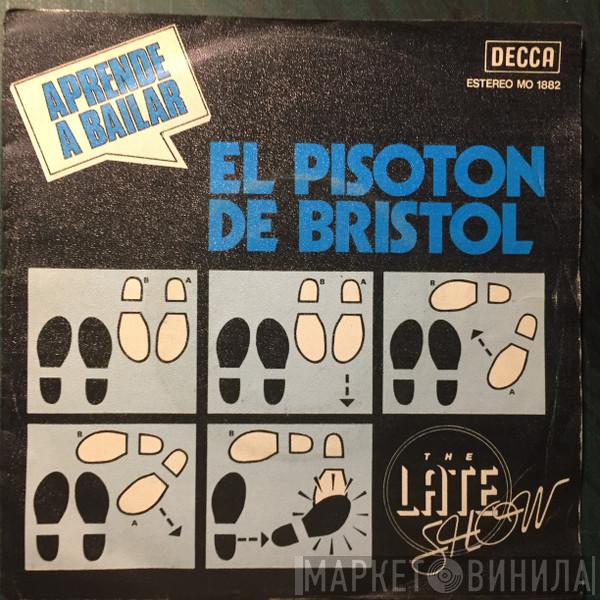 APRENDE
A BAILAR
DECCA
ESTEREO MO 1882
EL PISOTON
DE BRISTOL
B A
B A
B
A
B
A
B
THE
LATE
SHOW
МАРКЕТ ВИНИЛА